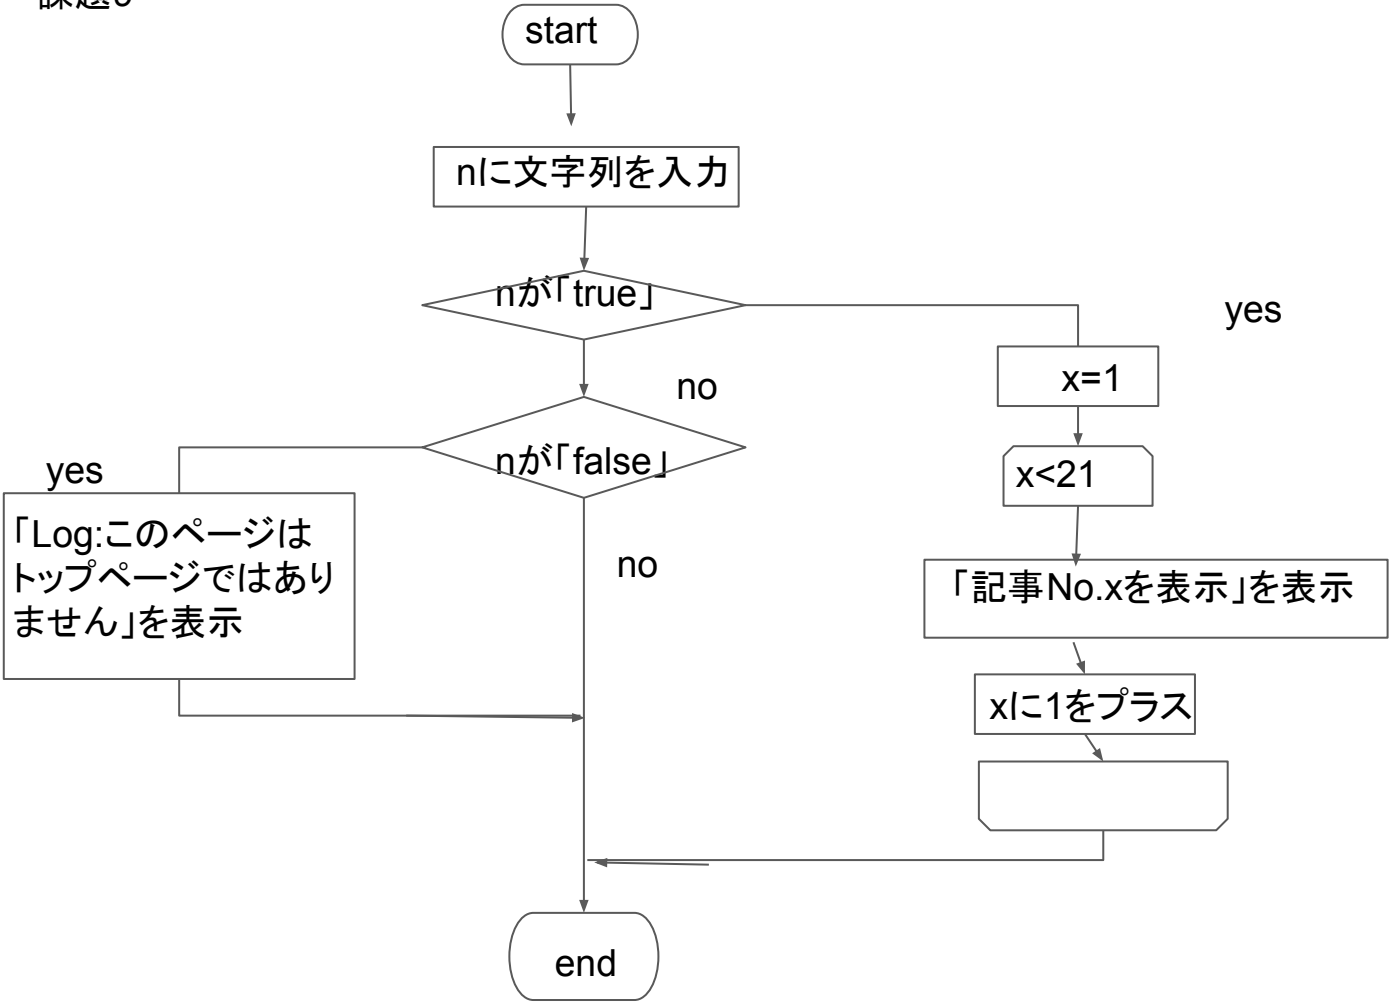 start
nに文字列を入力
nが「true」
yes
x=1
no
x<21
nが「false」
yes
「Log:このページは
トップページではあり
ません」を表示
no
「記事No.xを表示」を表示
xに1をプラス
end